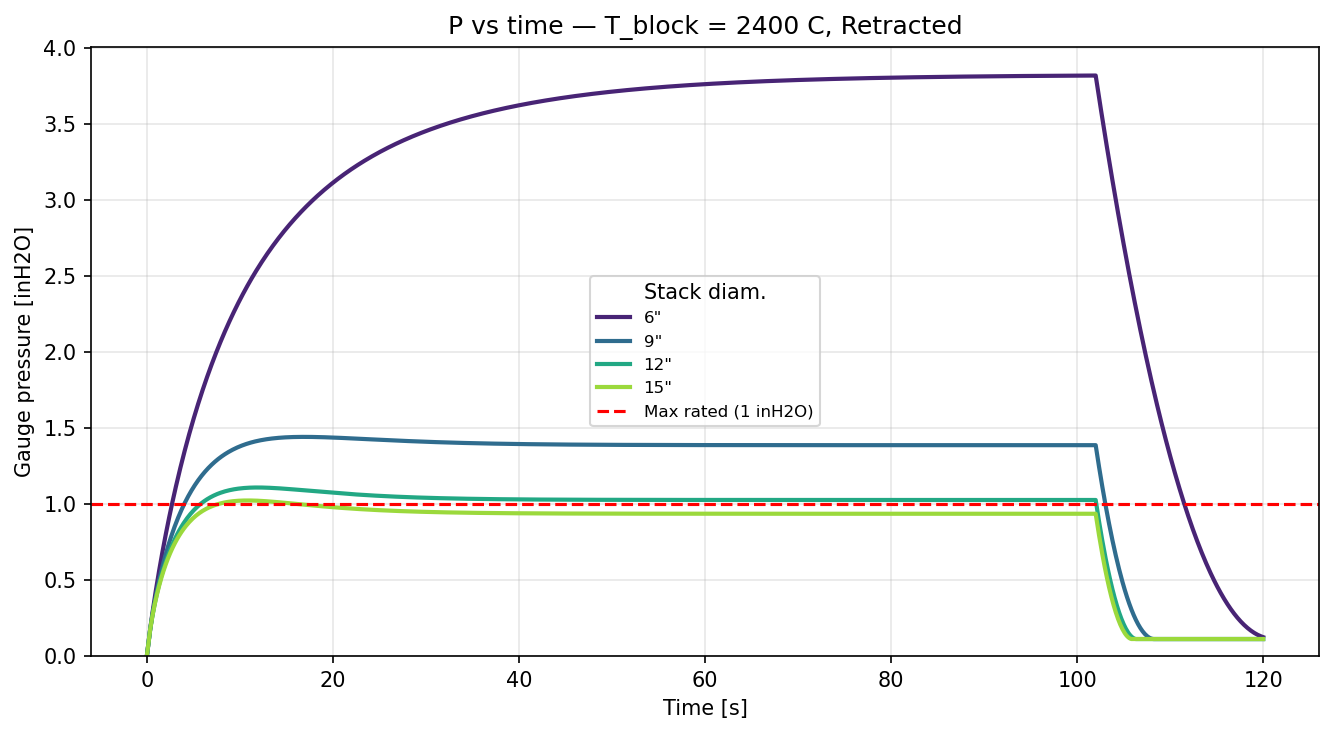 P vs time — T_block = 2400 C, Retracted
Gauge pressure [inH2O]
4.0
3.5
3.0
2.5
2.0
1.5
1.0
0.5
0.0
Stack diam.
6"
9"
12"
15"
Max rated (1 inH2O)
0 20 40 60 80 100 120
Time [s]